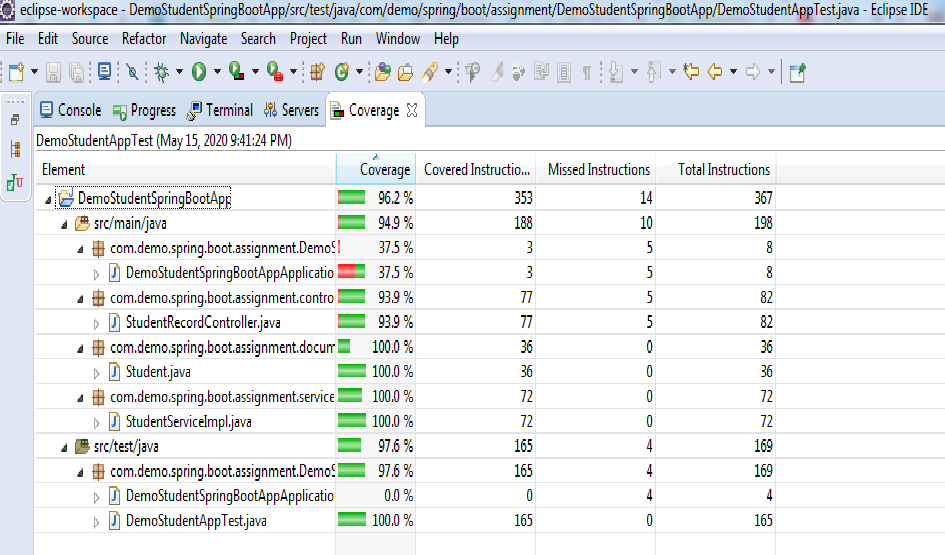 eclipse-workspace - DemoStudentSpringBootApp/src/test/java/com/demo/spring/boot/assignment/DemoStudentSpringBootApp/DemoStudentAppTest.java - Eclipse IDE
File Edit Source Refactor Navigate Search Project Run Window Help
Console Progress Terminal Servers Coverage
DemoStudentAppTest (May 15, 2020 9:41:24 PM)
Element Coverage Covered Instructio... Missed Instructions Total Instructions
DemoStudentSpringBootApp 96.2 % 353 14 367
src/main/java 94.9 % 188 10 198
com.demo.spring.boot.assignment.DemoS 37.5 % 3 5 8
DemoStudentSpringBootAppApplicatio 37.5 % 3 5 8
com.demo.spring.boot.assignment.contro 93.9 % 77 5 82
StudentRecordController.java 93.9 % 77 5 82
com.demo.spring.boot.assignment.docum 100.0 % 36 0 36
Student.java 100.0 % 36 0 36
com.demo.spring.boot.assignment.service 100.0 % 72 0 72
StudentServiceImpl.java 100.0 % 72 0 72
src/test/java 97.6 % 165 4 169
com.demo.spring.boot.assignment.DemoS 97.6 % 165 4 169
DemoStudentSpringBootAppApplicatio 0.0 % 0 4 4
DemoStudentAppTest.java 100.0 % 165 0 165